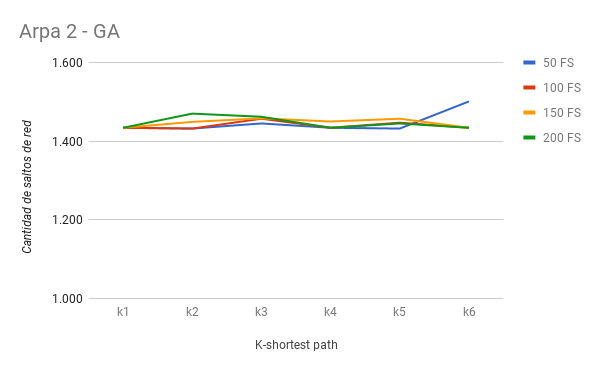 Arpa 2 - GA
1.600
1.400
1.200
1.000
Cantidad de saltos de red
k1 k2 k3 k4 k5 k6
K-shortest path
50 FS
100 FS
150 FS
200 FS